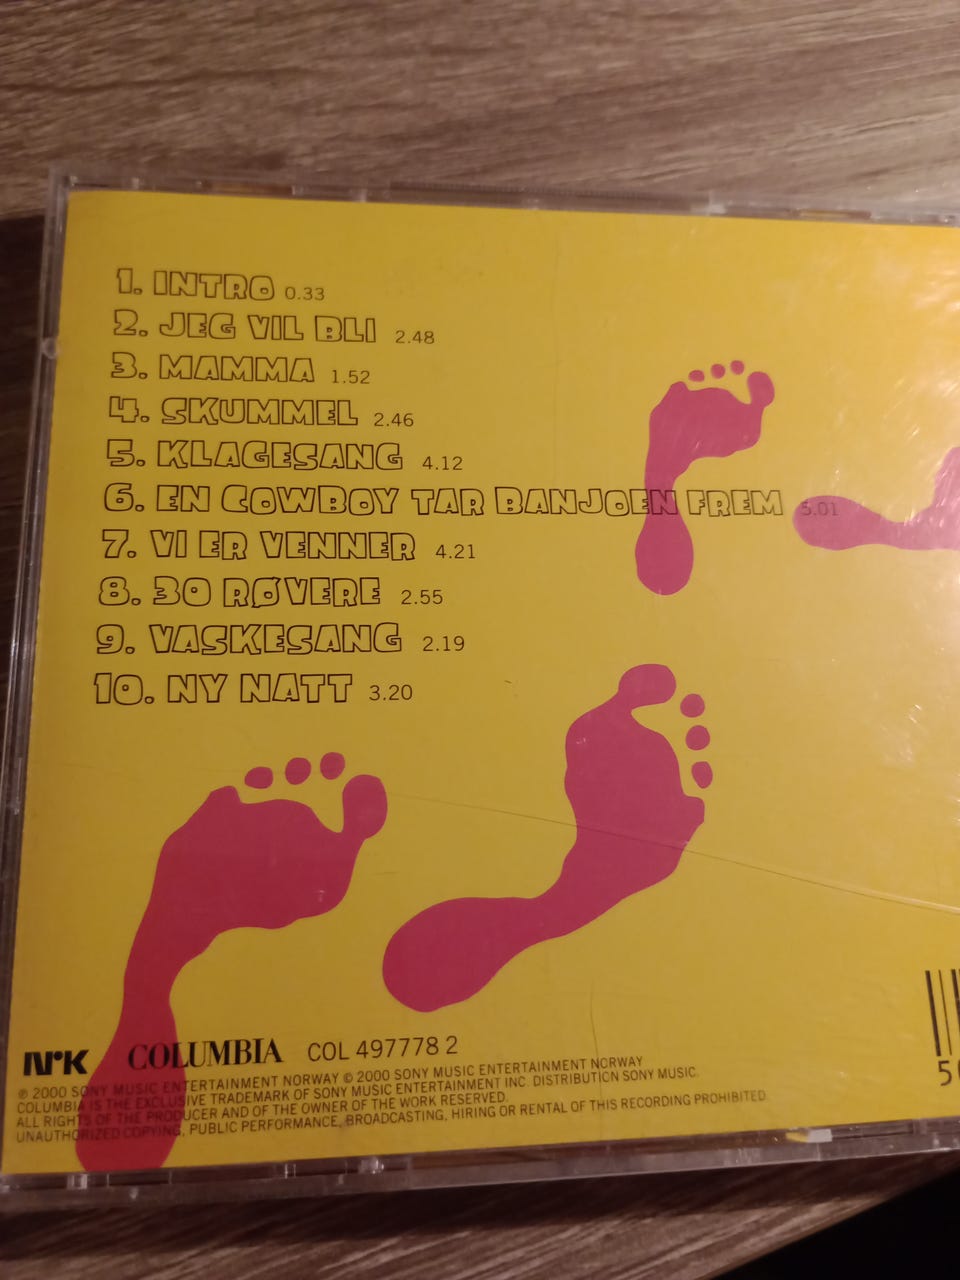 1. INTRO 0.33
2. JEG VIL BLI 2.48
3. MAMMA 1.52
4. SKUMMEL 2.46
5. KLAGESANG 4.12
6. EN COWBOY TAR BANJOEN FREM 5.01
7. VI ER VENNER 4.21
8. 30 RØVERE 2.55
9. VASKESANG 2.19
10. NY NATT 3.20
NRK COLUMBIA COL 497778 2
℗ 2000 SONY MUSIC ENTERTAINMENT NORWAY © 2000 SONY MUSIC ENTERTAINMENT NORWAY
COLUMBIA IS THE EXCLUSIVE TRADEMARK OF SONY MUSIC ENTERTAINMENT INC. DISTRIBUTION SONY MUSIC.
ALL RIGHTS OF THE PRODUCER AND OF THE OWNER OF THE WORK RESERVED.
UNAUTHORIZED COPYING, PUBLIC PERFORMANCE, BROADCASTING, HIRING OR RENTAL OF THIS RECORDING PROHIBITED.